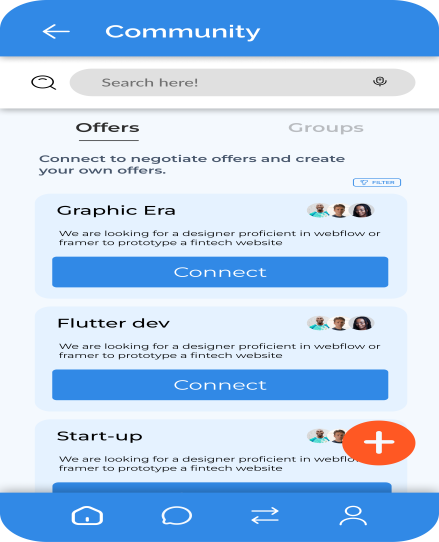 Community
Search here!
Offers
Groups
Connect to negotiate offers and create
your own offers.
FILTER
Graphic Era
We are looking for a designer proficient in webflow or
framer to prototype a fintech website
Connect
Flutter dev
We are looking for a designer proficient in webflow or
framer to prototype a fintech website
Connect
Start-up
We are looking for a designer proficient in
framer to prototype a fintech website